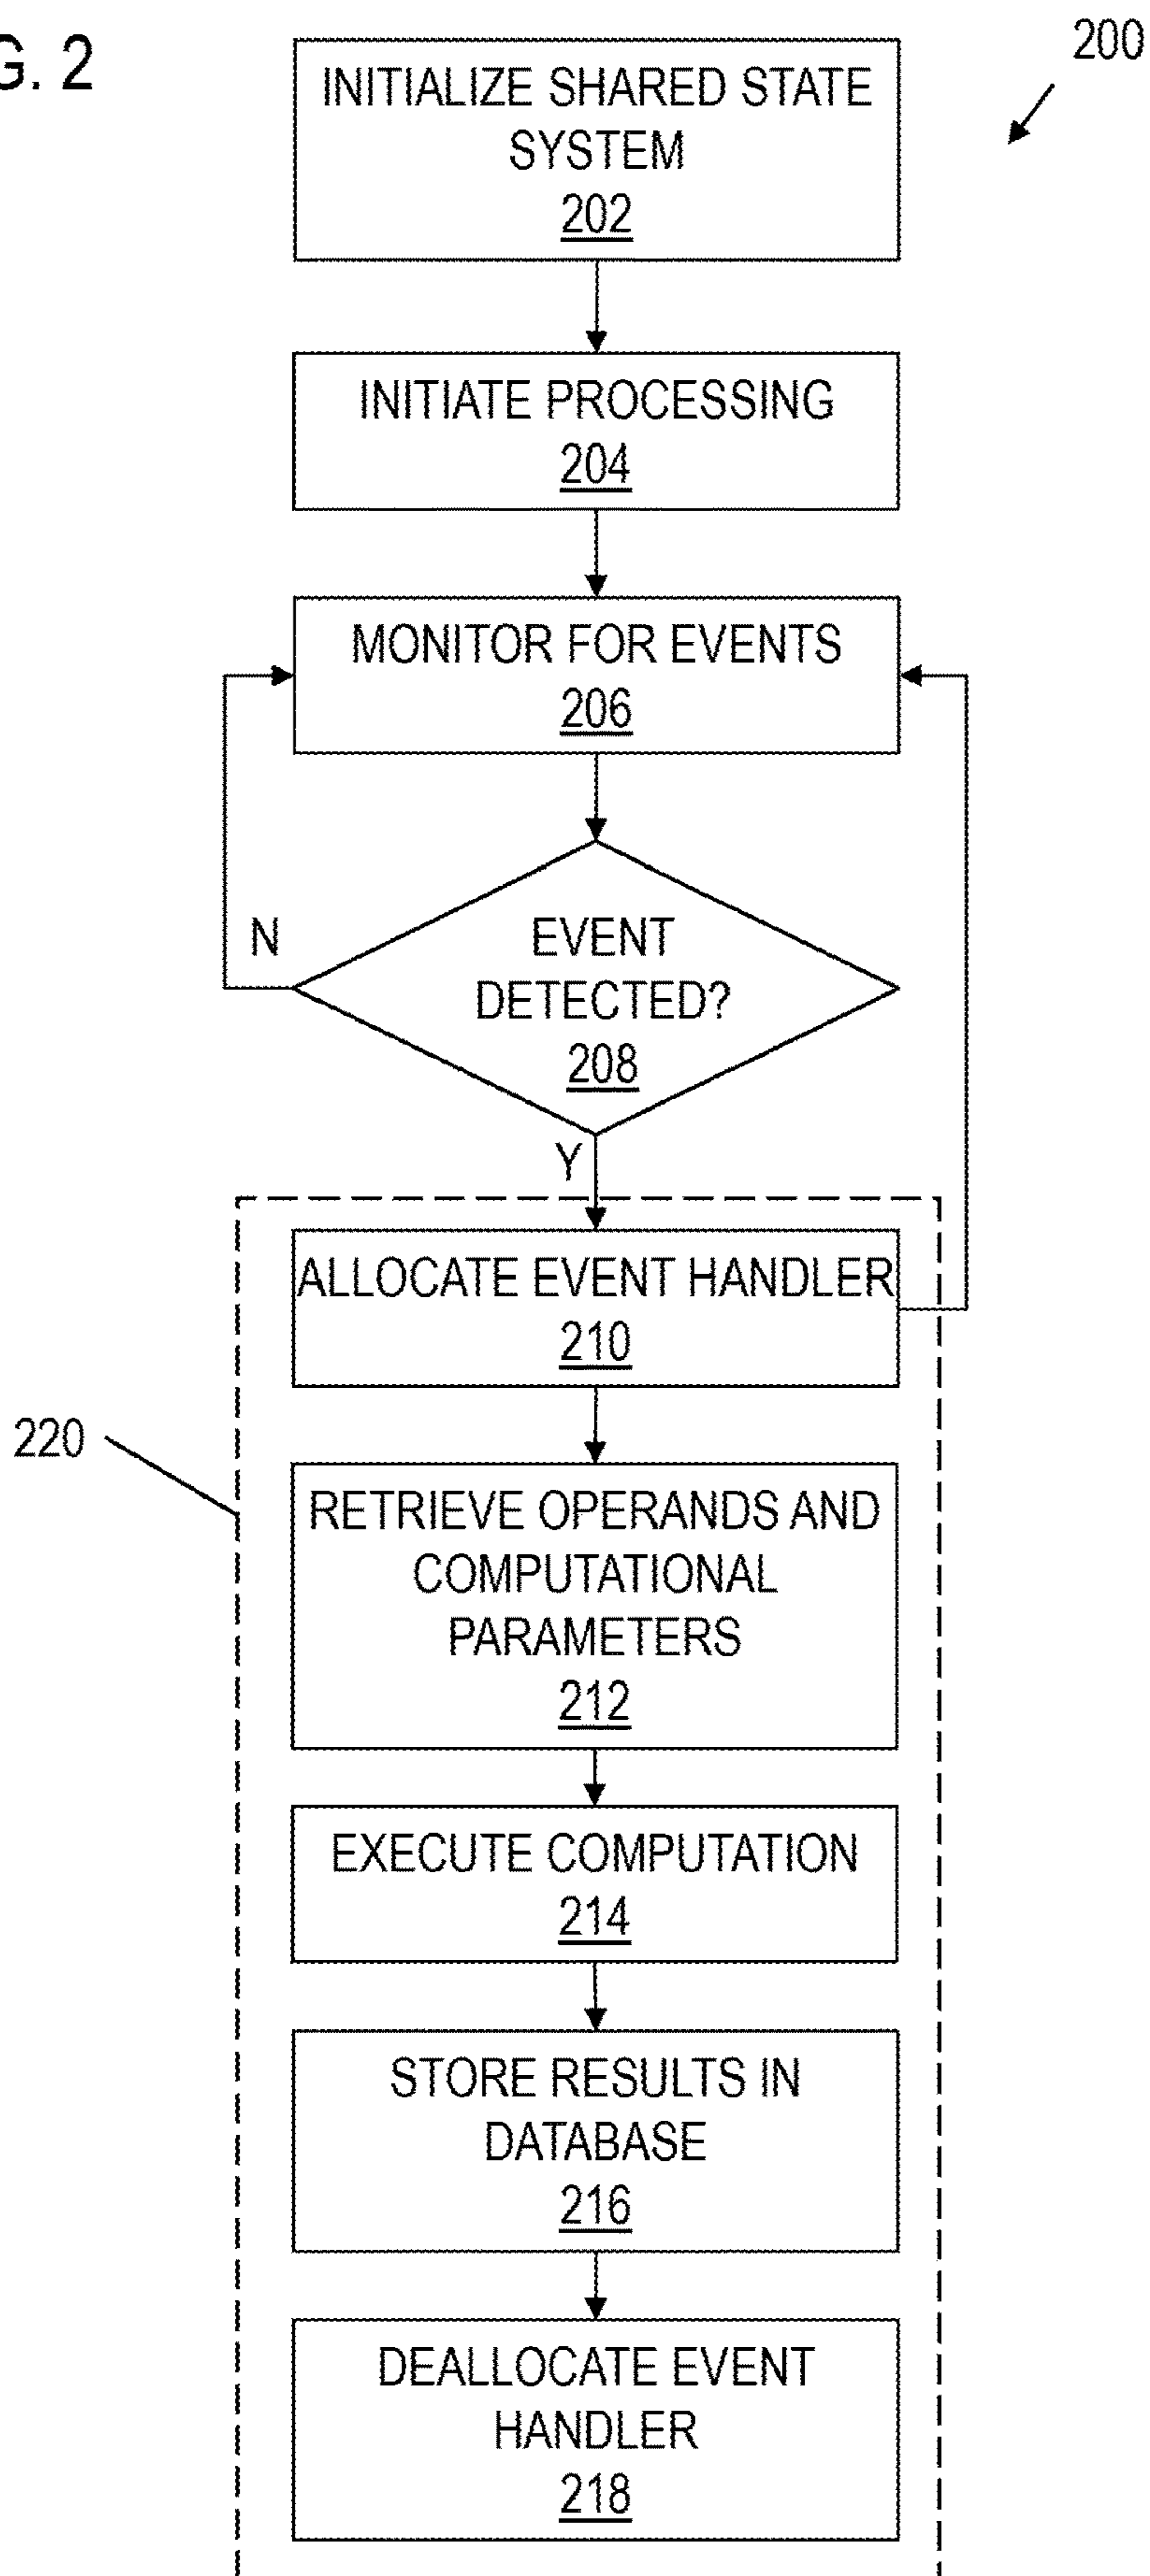 G. 2
200
INITIALIZE SHARED STATE
SYSTEM
202
INITIATE PROCESSING
204
MONITOR FOR EVENTS
206
N
EVENT
DETECTED?
208
Y
ALLOCATE EVENT HANDLER
210
220
RETRIEVE OPERANDS AND
COMPUTATIONAL
PARAMETERS
212
EXECUTE COMPUTATION
214
STORE RESULTS IN
DATABASE
216
DEALLOCATE EVENT
HANDLER
218